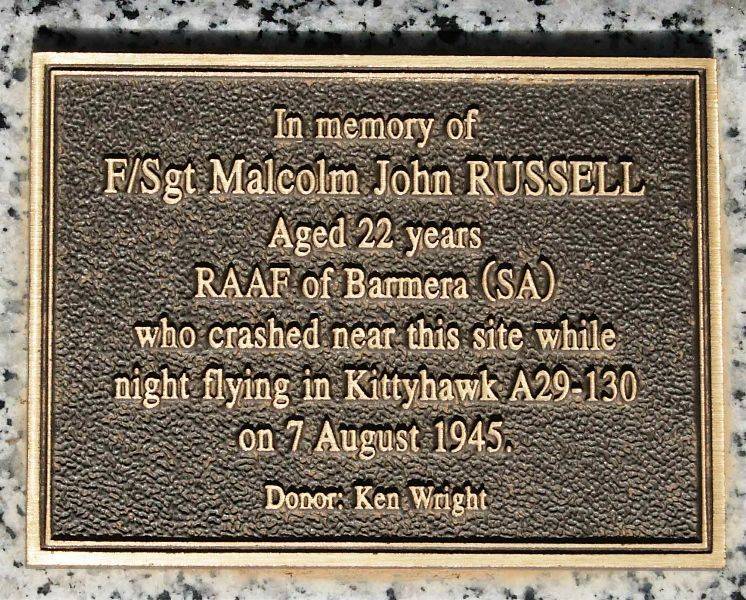 In memory of
F/Sgt Malcolm John RUSSELL
Aged 22 years
RAAF of Barmera (SA)
who crashed near this site while
night flying in Kittyhawk A29-130
on 7 August 1945.
Donor: Ken Wright